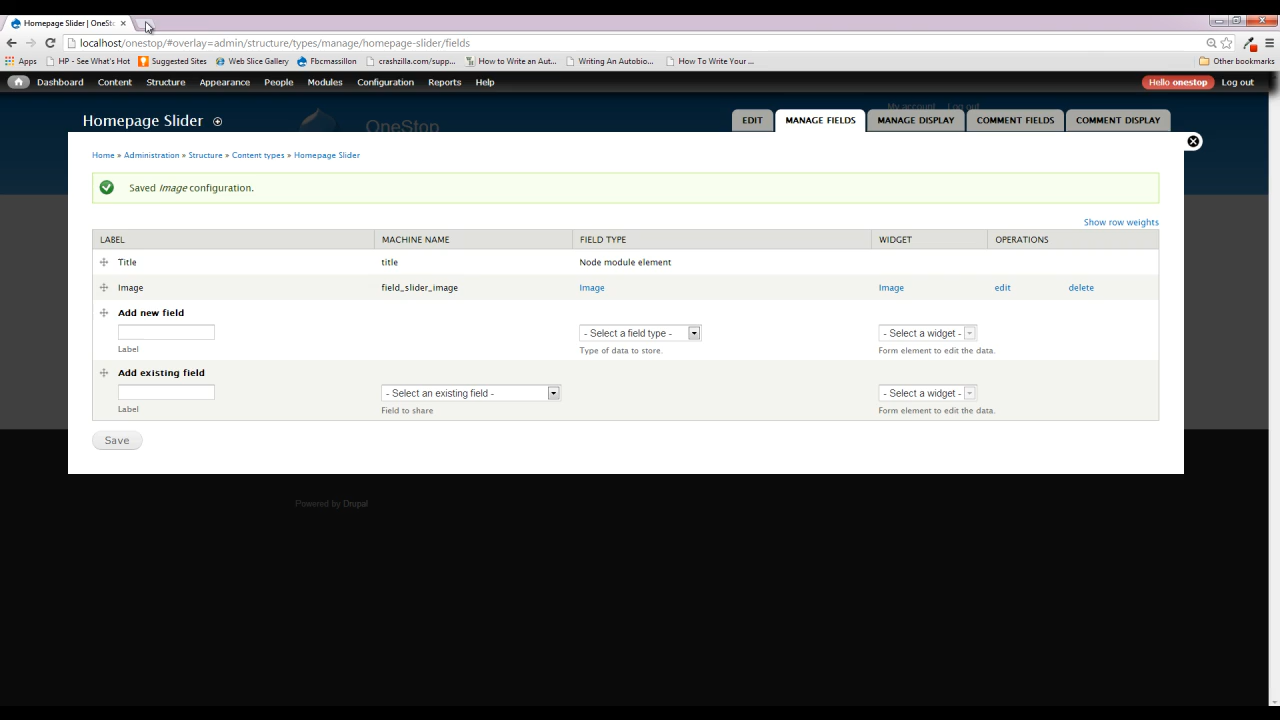 Homepage Slider | OneSto
localhost/onestop/#overlay=admin/structure/types/manage/homepage-slider/fields
Apps HP - See What's Hot Suggested Sites Web Slice Gallery Fbcmassillon crashzilla.com/supp... How to Write an Aut... Writing An Autobio... How To Write Your ... Other bookmarks
Dashboard Content Structure Appearance People Modules Configuration Reports Help Hello onestop Log out
My account Log out
Homepage Slider OneStop EDIT MANAGE FIELDS MANAGE DISPLAY COMMENT FIELDS COMMENT DISPLAY
Home » Administration » Structure » Content types » Homepage Slider
Saved Image configuration.
Show row weights
LABEL MACHINE NAME FIELD TYPE WIDGET OPERATIONS
Title title Node module element
Image field_slider_image Image Image edit delete
Add new field
- Select a field type - - Select a widget -
Label Type of data to store. Form element to edit the data.
Add existing field
- Select an existing field - - Select a widget -
Label Field to share Form element to edit the data.
Save
Powered by Drupal